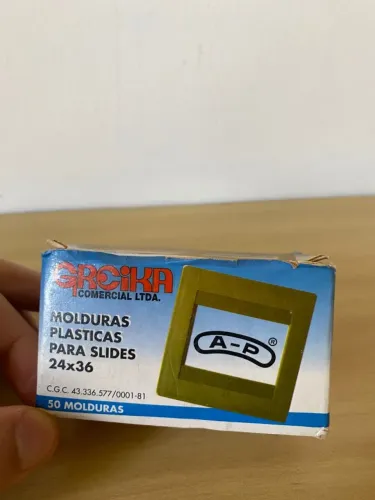 GREIKA
COMERCIAL LTDA.
MOLDURAS
PLASTICAS
PARA SLIDES
24x36
C.G.C. 43.336.577/0001-81
50 MOLDURAS
A-P®